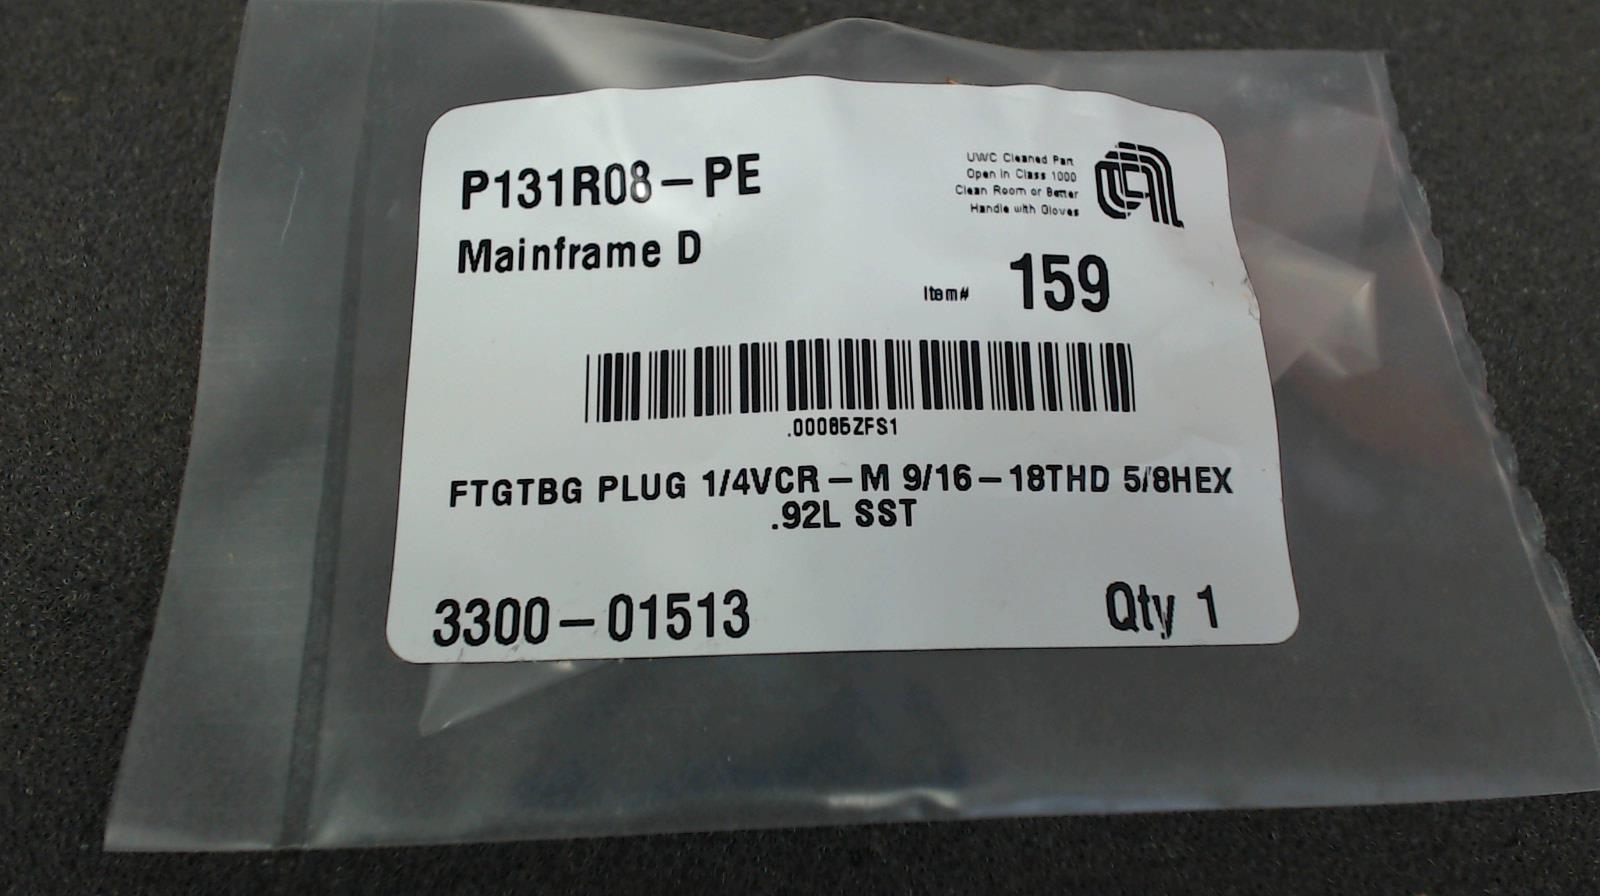 P131R08-PE
UWC Cleaned Part
Open in Class 1000
Clean Room or Better
Handle with Gloves
Mainframe D
Item# 159
.00085ZFS1
FTGTBG PLUG 1/4VCR-M 9/16-18THD 5/8HEX
.92L SST
3300-01513
Qty 1